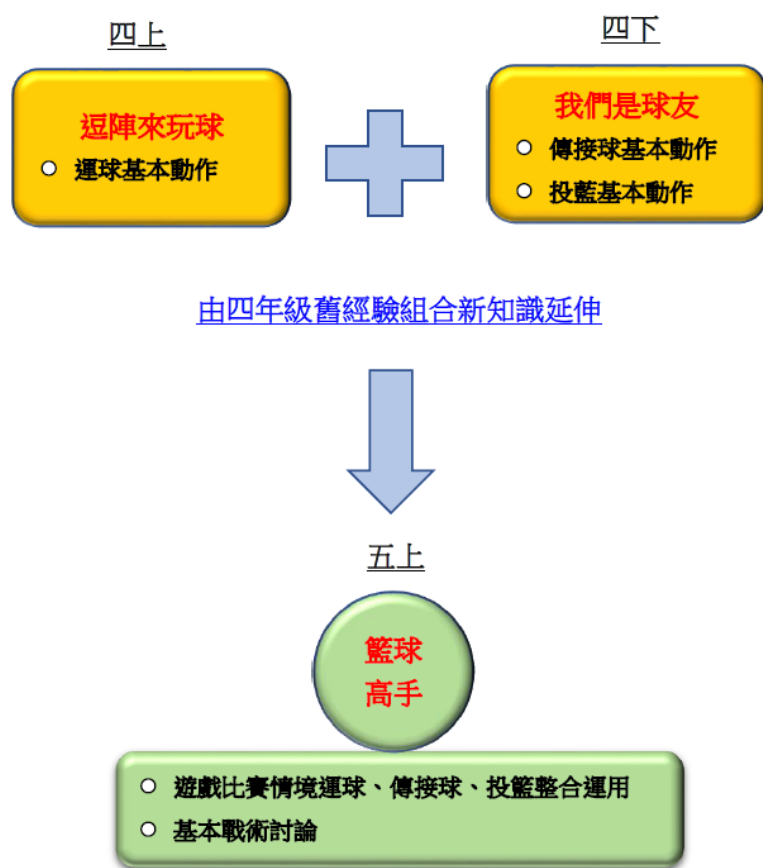 四上
逗陣來玩球
○ 運球基本動作
四下
我們是球友
○ 傳接球基本動作
○ 投籃基本動作
由四年級舊經驗組合新知識延伸
五上
籃球
高手
○ 遊戲比賽情境運球、傳接球、投籃整合運用
○ 基本戰術討論